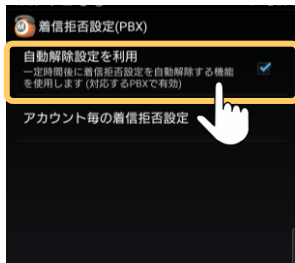 着信拒否設定(PBX)
自動解除設定を利用
一定時間後に着信拒否設定を自動解除する機能
を使用します (対応するPBXで有効)
アカウント毎の着信拒否設定